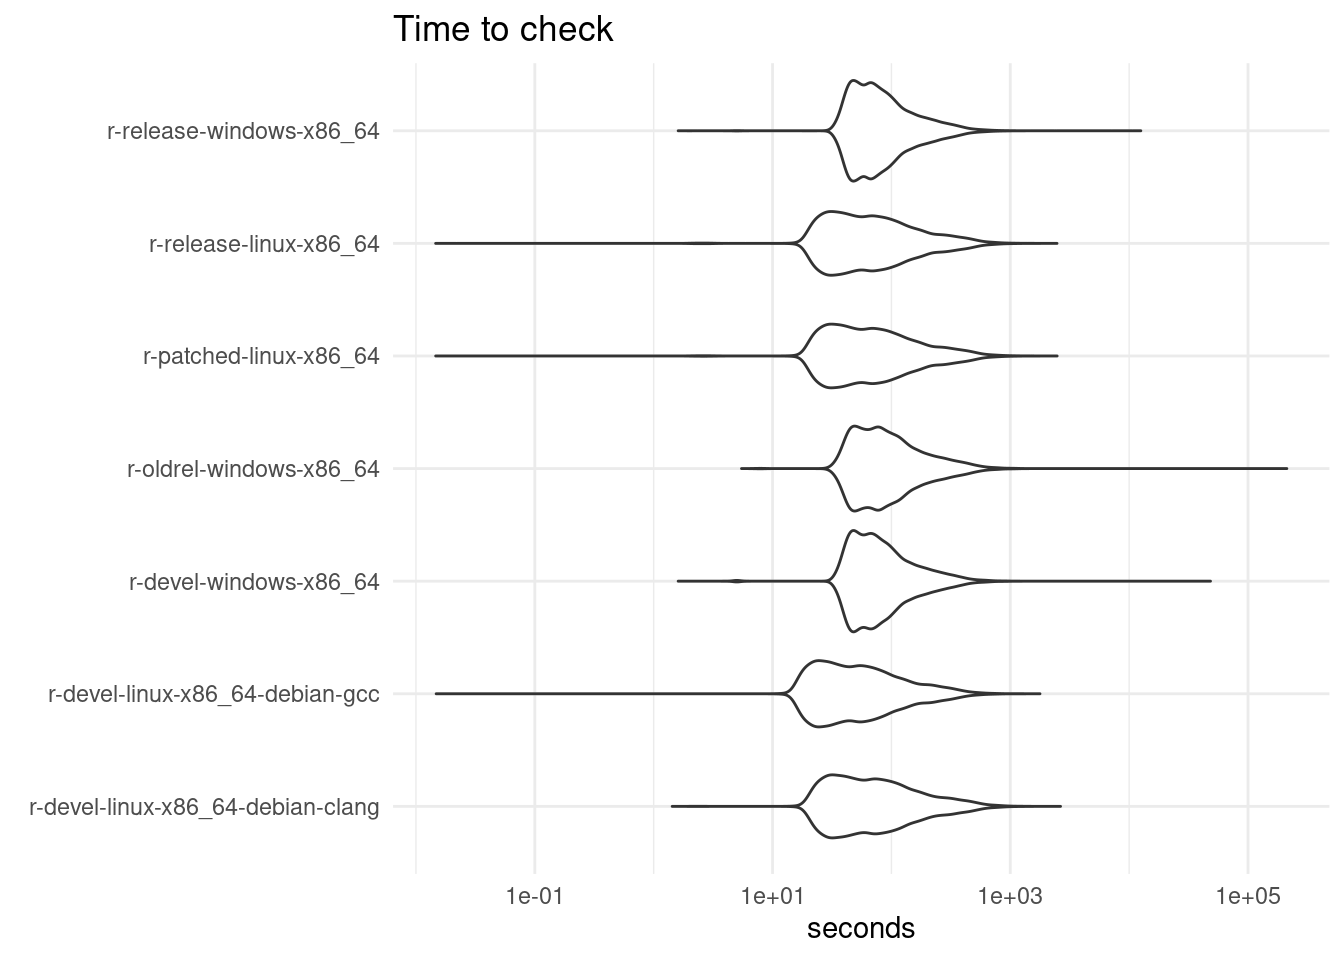 Time to check
r-release-windows-x86_64
r-release-linux-x86_64
r-patched-linux-x86_64
r-oldrel-windows-x86_64
r-devel-windows-x86_64
r-devel-linux-x86_64-debian-gcc
r-devel-linux-x86_64-debian-clang
1e-01 1e+01 1e+03 1e+05
seconds